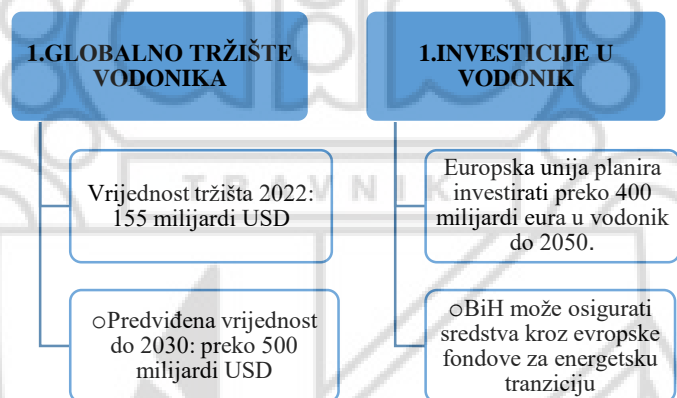 1.GLOBALNO TRŽIŠTE
VODONIKA
Vrijednost tržišta 2022:
155 milijardi USD
oPredviđena vrijednost
do 2030: preko 500
milijardi USD
1.INVESTICIJE U
VODONIK
Europska unija planira
investirati preko 400
milijardi eura u vodonik
do 2050.
oBiH može osigurati
sredstva kroz evropske
fondove za energetsku
tranziciju
TRAVNIK